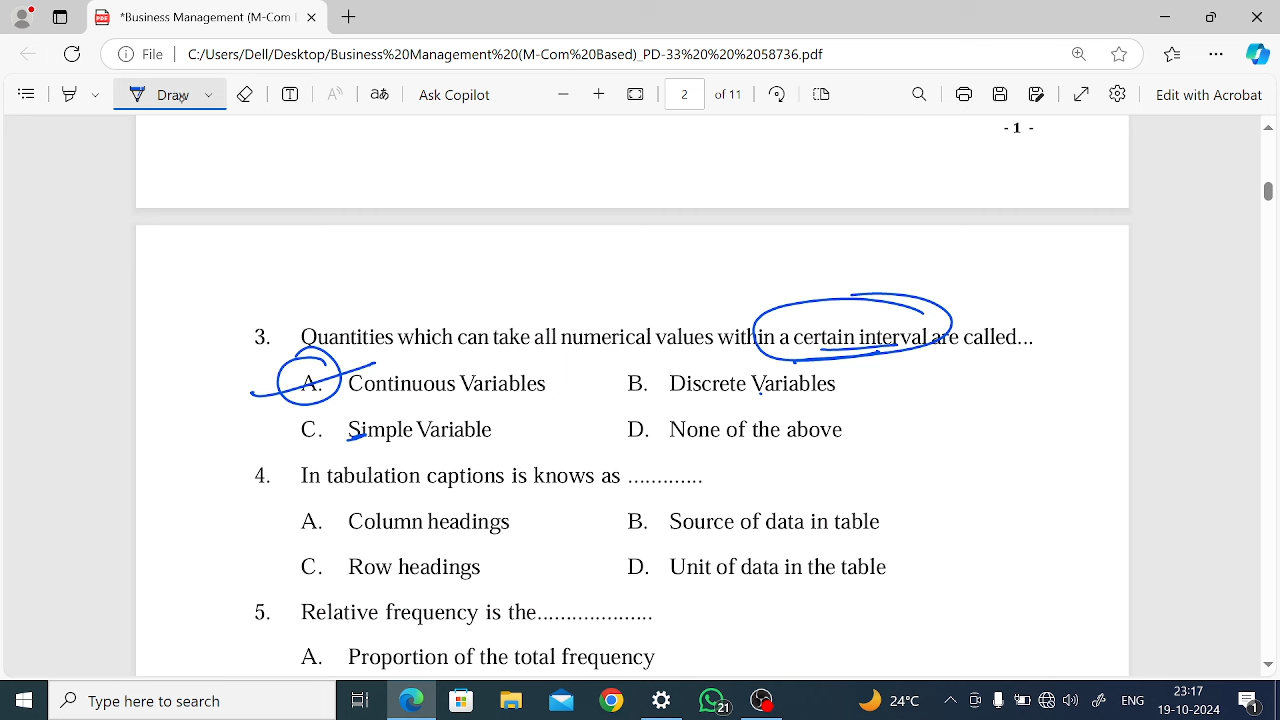 *Business Management (M-Com
File
C:/Users/Dell/Desktop/Business%20Management%20(M-Com%20Based)_PD-33%20%20%2058736.pdf
Draw
Ask Copilot
2 of 11
Edit with Acrobat
- 1 -
3. Quantities which can take all numerical values within a certain interval are called...
A. Continuous Variables B. Discrete Variables
C. Simple Variable D. None of the above
4. In tabulation captions is knows as .............
A. Column headings B. Source of data in table
C. Row headings D. Unit of data in the table
5. Relative frequency is the....................
A. Proportion of the total frequency
Type here to search
21
24°C
ENG
23:17
19-10-2024
1